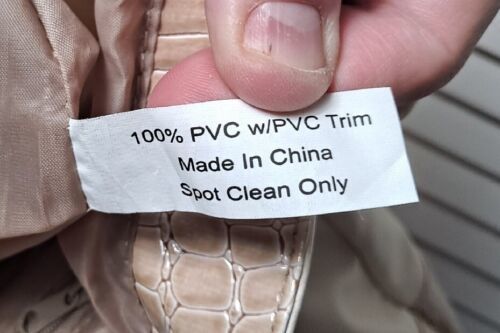 100% PVC w/PVC Trim
Made In China
Spot Clean Only